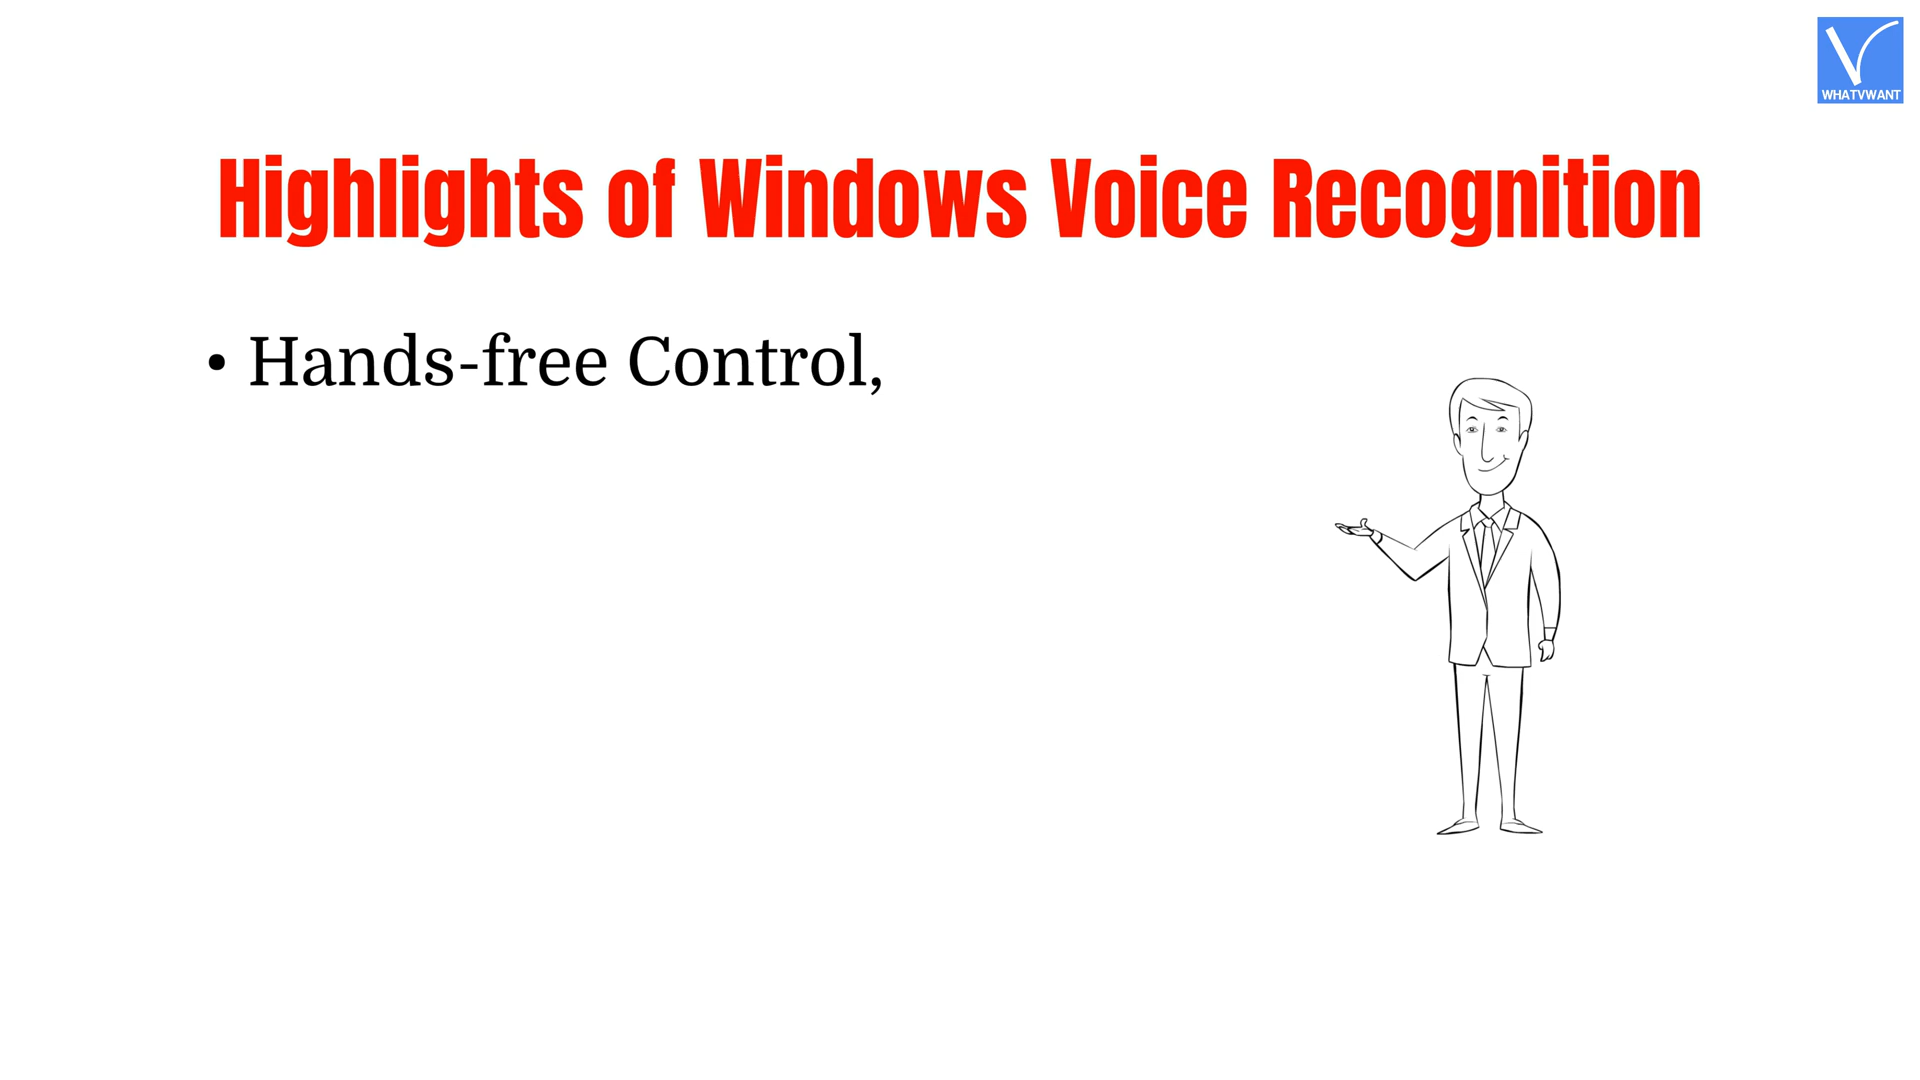 WHATVWANT
Highlights of Windows Voice Recognition
• Hands-free Control,